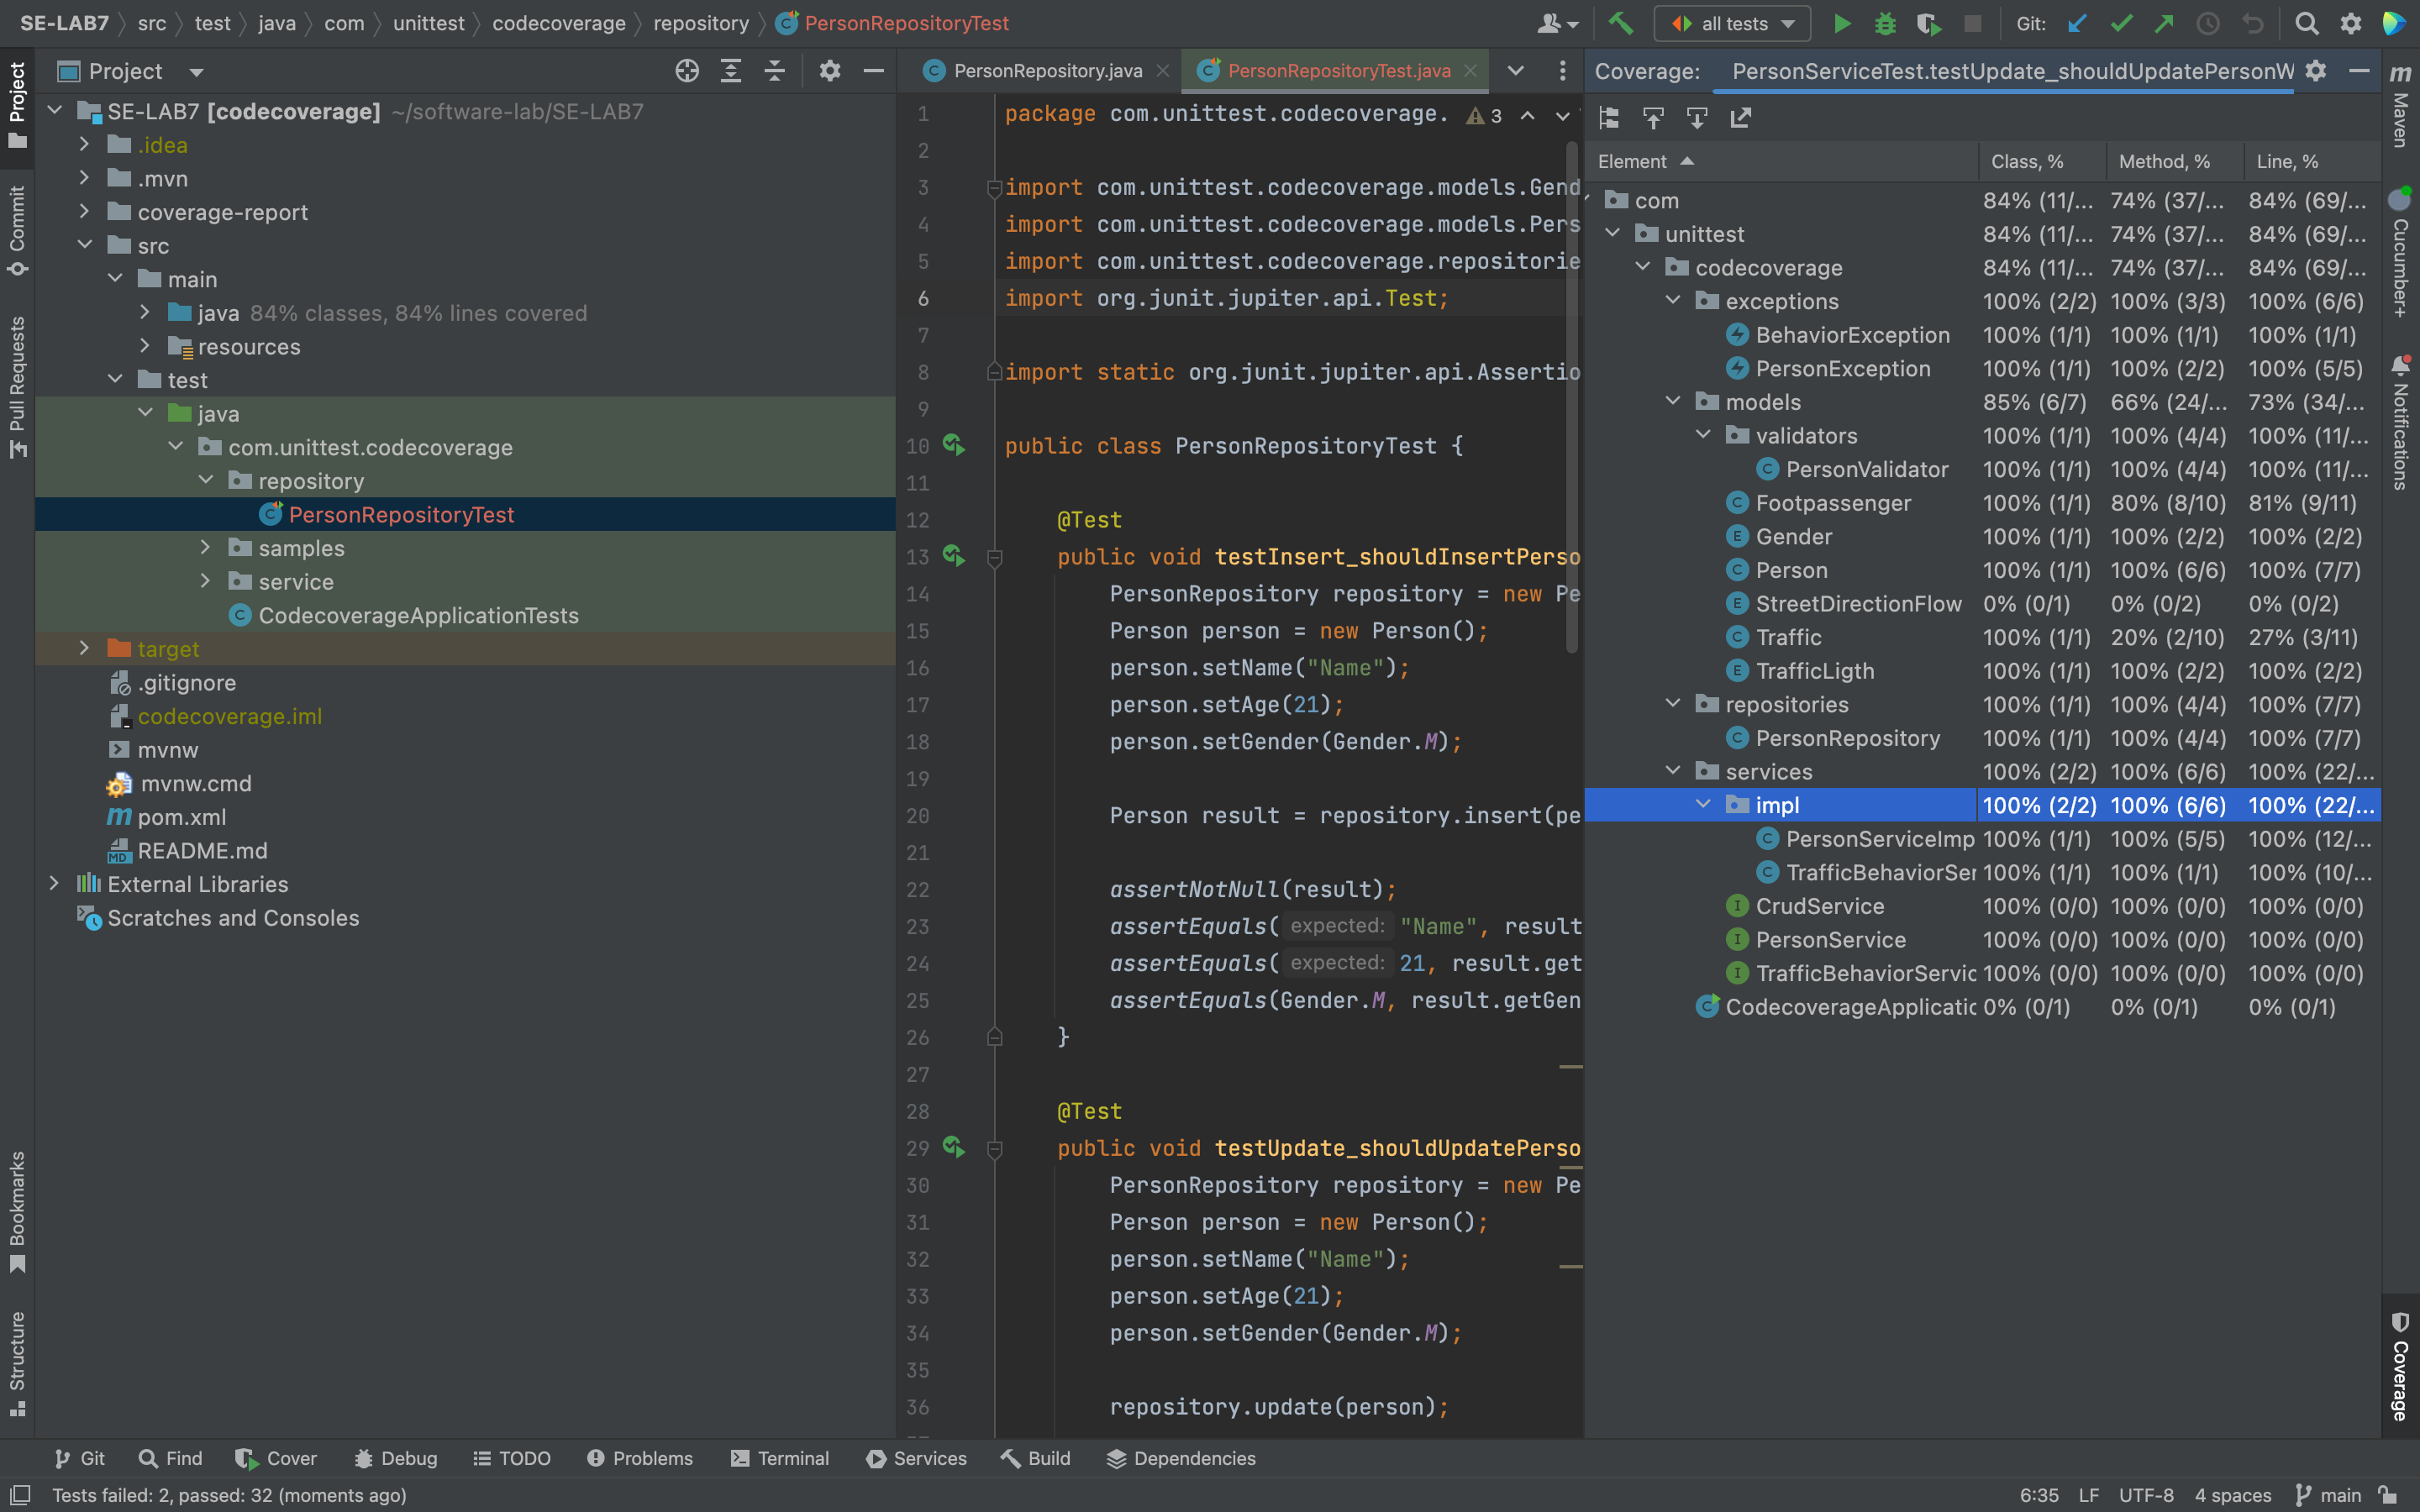 SE-LAB7 src test java com unittest codecoverage repository PersonRepositoryTest
all tests
Git:
Project
Commit
Pull Requests
Bookmarks
Structure
Project
SE-LAB7 [codecoverage] ~/software-lab/SE-LAB7
.idea
.mvn
coverage-report
src
main
java 84% classes, 84% lines covered
resources
test
java
com.unittest.codecoverage
repository
PersonRepositoryTest
samples
service
CodecoverageApplicationTests
target
.gitignore
codecoverage.iml
mvnw
mvnw.cmd
pom.xml
README.md
External Libraries
Scratches and Consoles
PersonRepository.java
PersonRepositoryTest.java
3
1 package com.unittest.codecoverage.
2
3 import com.unittest.codecoverage.models.Gend
4 import com.unittest.codecoverage.models.Pers
5 import com.unittest.codecoverage.repositorie
6 import org.junit.jupiter.api.Test;
7
8 import static org.junit.jupiter.api.Assertio
9
10 public class PersonRepositoryTest {
11
12 @Test
13 public void testInsert_shouldInsertPerso
14 PersonRepository repository = new Pe
15 Person person = new Person();
16 person.setName("Name");
17 person.setAge(21);
18 person.setGender(Gender.M);
19
20 Person result = repository.insert(pe
21
22 assertNotNull(result);
23 assertEquals( expected: "Name", result
24 assertEquals( expected: 21, result.get
25 assertEquals(Gender.M, result.getGen
26 }
27
28 @Test
29 public void testUpdate_shouldUpdatePerso
30 PersonRepository repository = new Pe
31 Person person = new Person();
32 person.setName("Name");
33 person.setAge(21);
34 person.setGender(Gender.M);
35
36 repository.update(person);
Coverage: PersonServiceTest.testUpdate_shouldUpdatePersonW
Element Class, % Method, % Line, %
com 84% (11/... 74% (37/... 84% (69/...
unittest 84% (11/... 74% (37/... 84% (69/...
codecoverage 84% (11/... 74% (37/... 84% (69/...
exceptions 100% (2/2) 100% (3/3) 100% (6/6)
BehaviorException 100% (1/1) 100% (1/1) 100% (1/1)
PersonException 100% (1/1) 100% (2/2) 100% (5/5)
models 85% (6/7) 66% (24/... 73% (34/...
validators 100% (1/1) 100% (4/4) 100% (11/...
PersonValidator 100% (1/1) 100% (4/4) 100% (11/...
Footpassenger 100% (1/1) 80% (8/10) 81% (9/11)
Gender 100% (1/1) 100% (2/2) 100% (2/2)
Person 100% (1/1) 100% (6/6) 100% (7/7)
StreetDirectionFlow 0% (0/1) 0% (0/2) 0% (0/2)
Traffic 100% (1/1) 20% (2/10) 27% (3/11)
TrafficLigth 100% (1/1) 100% (2/2) 100% (2/2)
repositories 100% (1/1) 100% (4/4) 100% (7/7)
PersonRepository 100% (1/1) 100% (4/4) 100% (7/7)
services 100% (2/2) 100% (6/6) 100% (22/...
impl 100% (2/2) 100% (6/6) 100% (22/...
PersonServiceImp 100% (1/1) 100% (5/5) 100% (12/...
TrafficBehaviorSer 100% (1/1) 100% (1/1) 100% (10/...
CrudService 100% (0/0) 100% (0/0) 100% (0/0)
PersonService 100% (0/0) 100% (0/0) 100% (0/0)
TrafficBehaviorServic 100% (0/0) 100% (0/0) 100% (0/0)
CodecoverageApplicatic 0% (0/1) 0% (0/1) 0% (0/1)
Maven
Cucumber+
Notifications
Coverage
Git Find Cover Debug TODO Problems Terminal Services Build Dependencies
Tests failed: 2, passed: 32 (moments ago)
6:35 LF UTF-8 4 spaces main